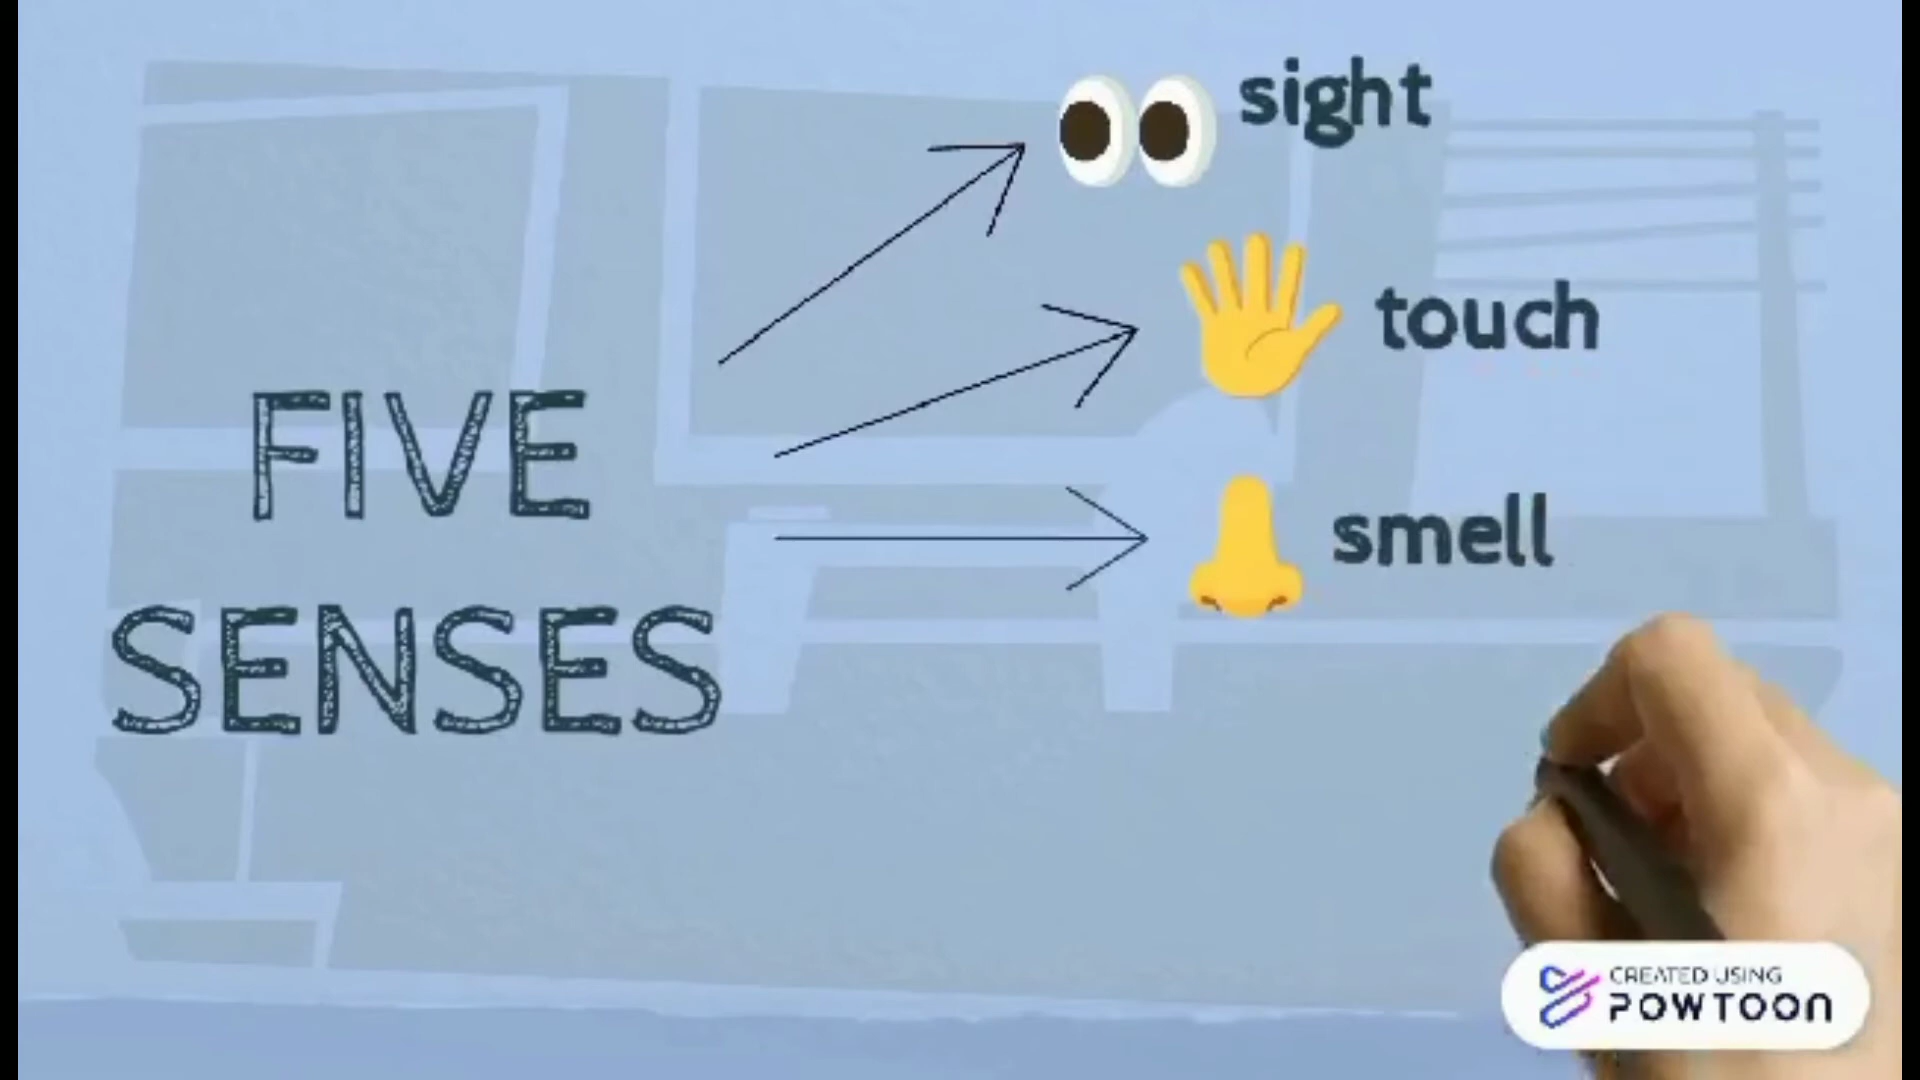 sight
touch
FIVE
SENSES
smell
CREATED USING
POWTOON